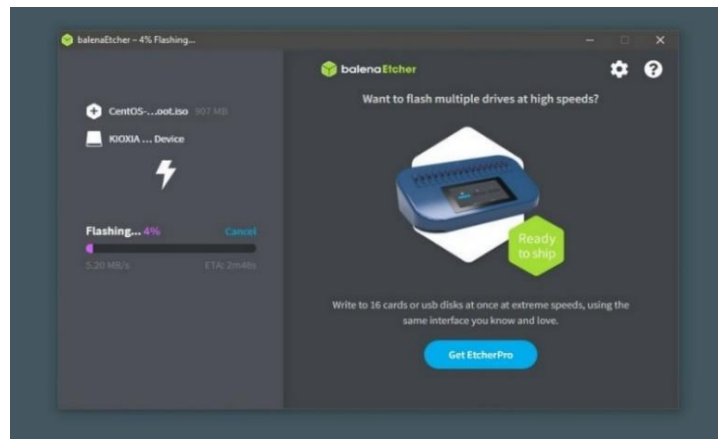 balenaEtcher – 4% Flashing...
balenaEtcher
Want to flash multiple drives at high speeds?
CentOS-...oot.iso 907 MB
KIOXIA ... Device
Flashing... 4% Cancel
5.20 MB/s ETA: 2m46s
Ready
to ship
Write to 16 cards or usb disks at once at extreme speeds, using the
same interface you know and love.
Get EtcherPro